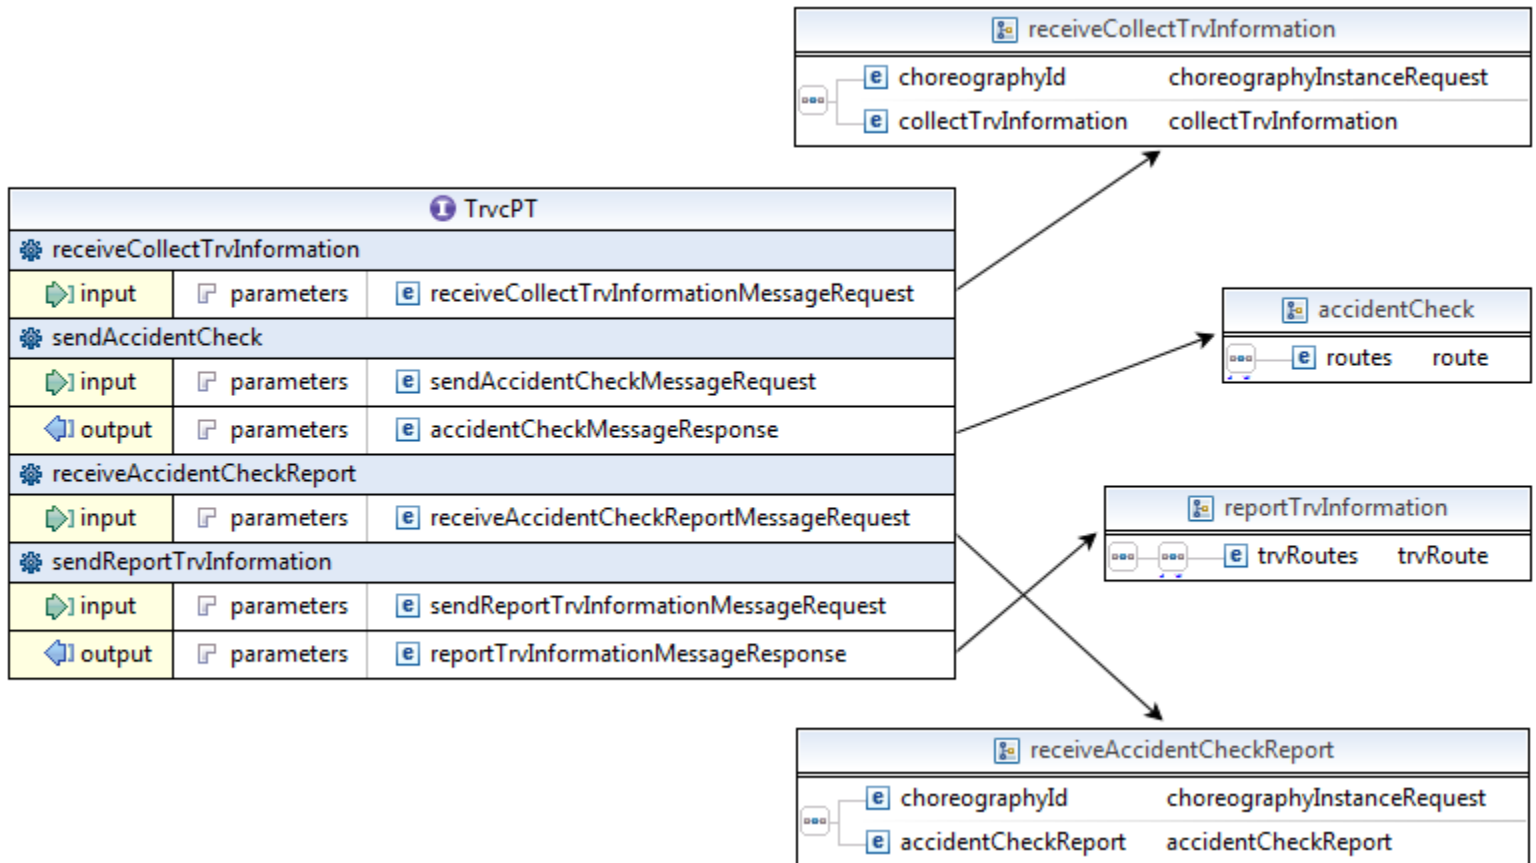 receiveCollectTrvInformation
choreographyId choreographyInstanceRequest
collectTrvInformation collectTrvInformation
TrvcPT
receiveCollectTrvInformation
input parameters receiveCollectTrvInformationMessageRequest
sendAccidentCheck
input parameters sendAccidentCheckMessageRequest
output parameters accidentCheckMessageResponse
receiveAccidentCheckReport
input parameters receiveAccidentCheckReportMessageRequest
sendReportTrvInformation
input parameters sendReportTrvInformationMessageRequest
output parameters reportTrvInformationMessageResponse
accidentCheck
routes route
reportTrvInformation
trvRoutes trvRoute
receiveAccidentCheckReport
choreographyId choreographyInstanceRequest
accidentCheckReport accidentCheckReport